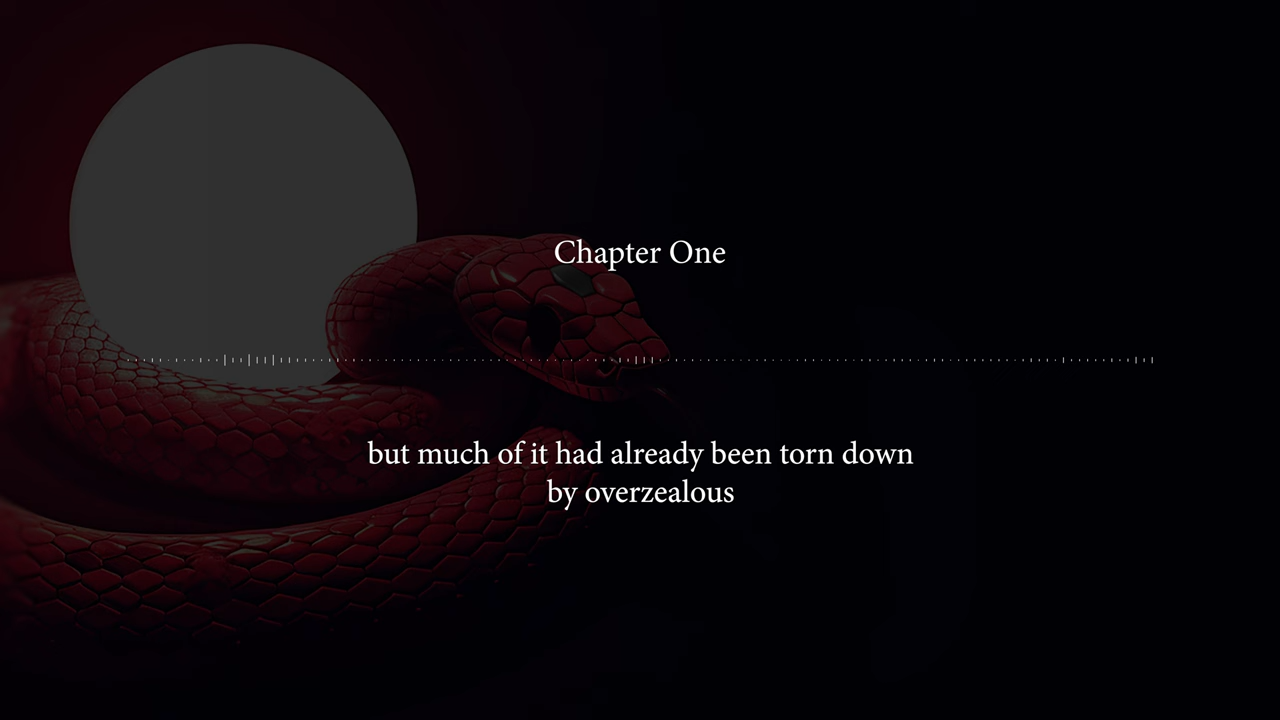 Chapter One
but much of it had already been torn down
by overzealous